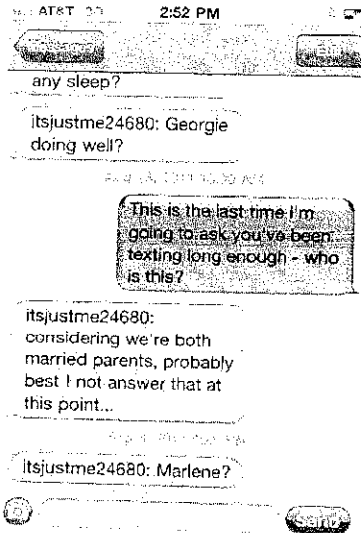 AT&T
2:52 PM
any sleep?
itsjustme24680: Georgie
doing well?
This is the last time I'm
going to ask you've been
texting long enough - who
is this?
itsjustme24680:
considering we're both
married parents, probably
best I not answer that at
this point...
itsjustme24680: Marlene?
Send